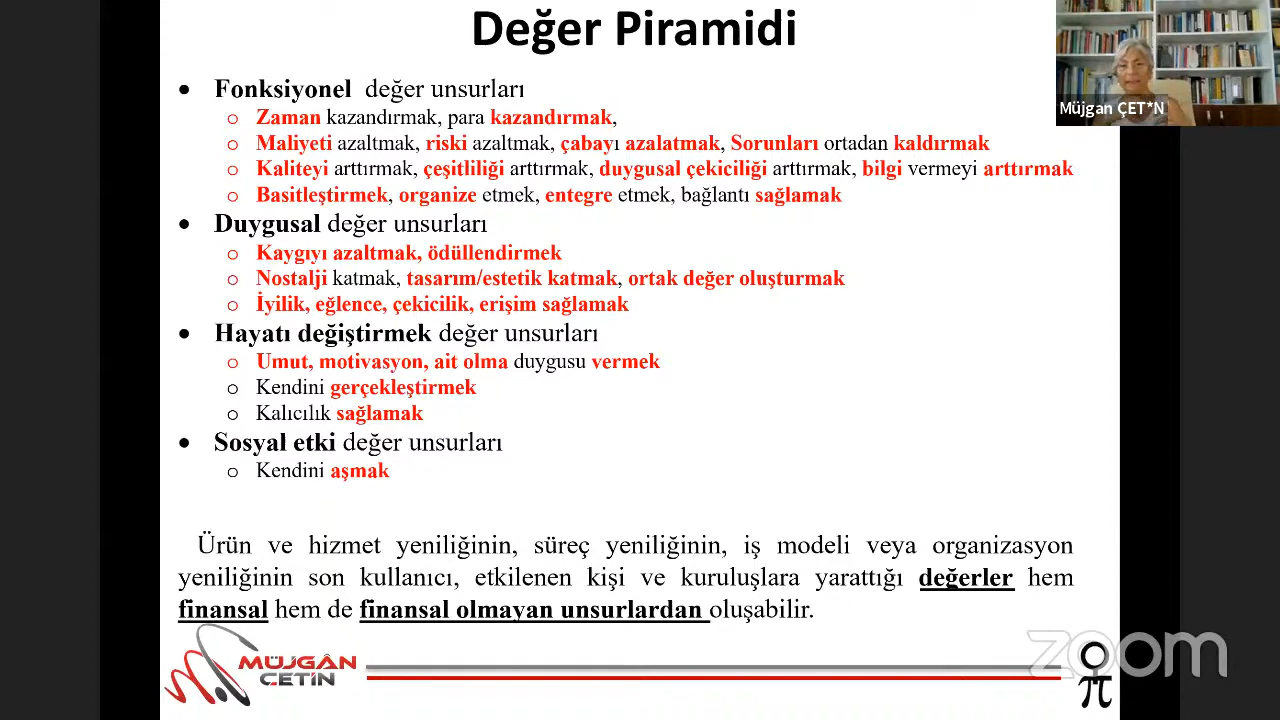 Değer Piramidi
Müjgan ÇET*N
• Fonksiyonel değer unsurları
o Zaman kazandırmak, para kazandırmak,
o Maliyeti azaltmak, riski azaltmak, çabayı azalatmak, Sorunları ortadan kaldırmak
o Kaliteyi arttırmak, çeşitliliği arttırmak, duygusal çekiciliği arttırmak, bilgi vermeyi arttırmak
o Basitleştirmek, organize etmek, entegre etmek, bağlantı sağlamak
• Duygusal değer unsurları
o Kaygıyı azaltmak, ödüllendirmek
o Nostalji katmak, tasarım/estetik katmak, ortak değer oluşturmak
o İyilik, eğlence, çekicilik, erişim sağlamak
• Hayatı değiştirmek değer unsurları
o Umut, motivasyon, ait olma duygusu vermek
o Kendini gerçekleştirmek
o Kalıcılık sağlamak
• Sosyal etki değer unsurları
o Kendini aşmak
Ürün ve hizmet yeniliğinin, süreç yeniliğinin, iş modeli veya organizasyon
yeniliğinin son kullanıcı, etkilenen kişi ve kuruluşlara yarattığı değerler hem
finansal hem de finansal olmayan unsurlardan oluşabilir.
MÜJGÂN
ÇETİN
zoom
π